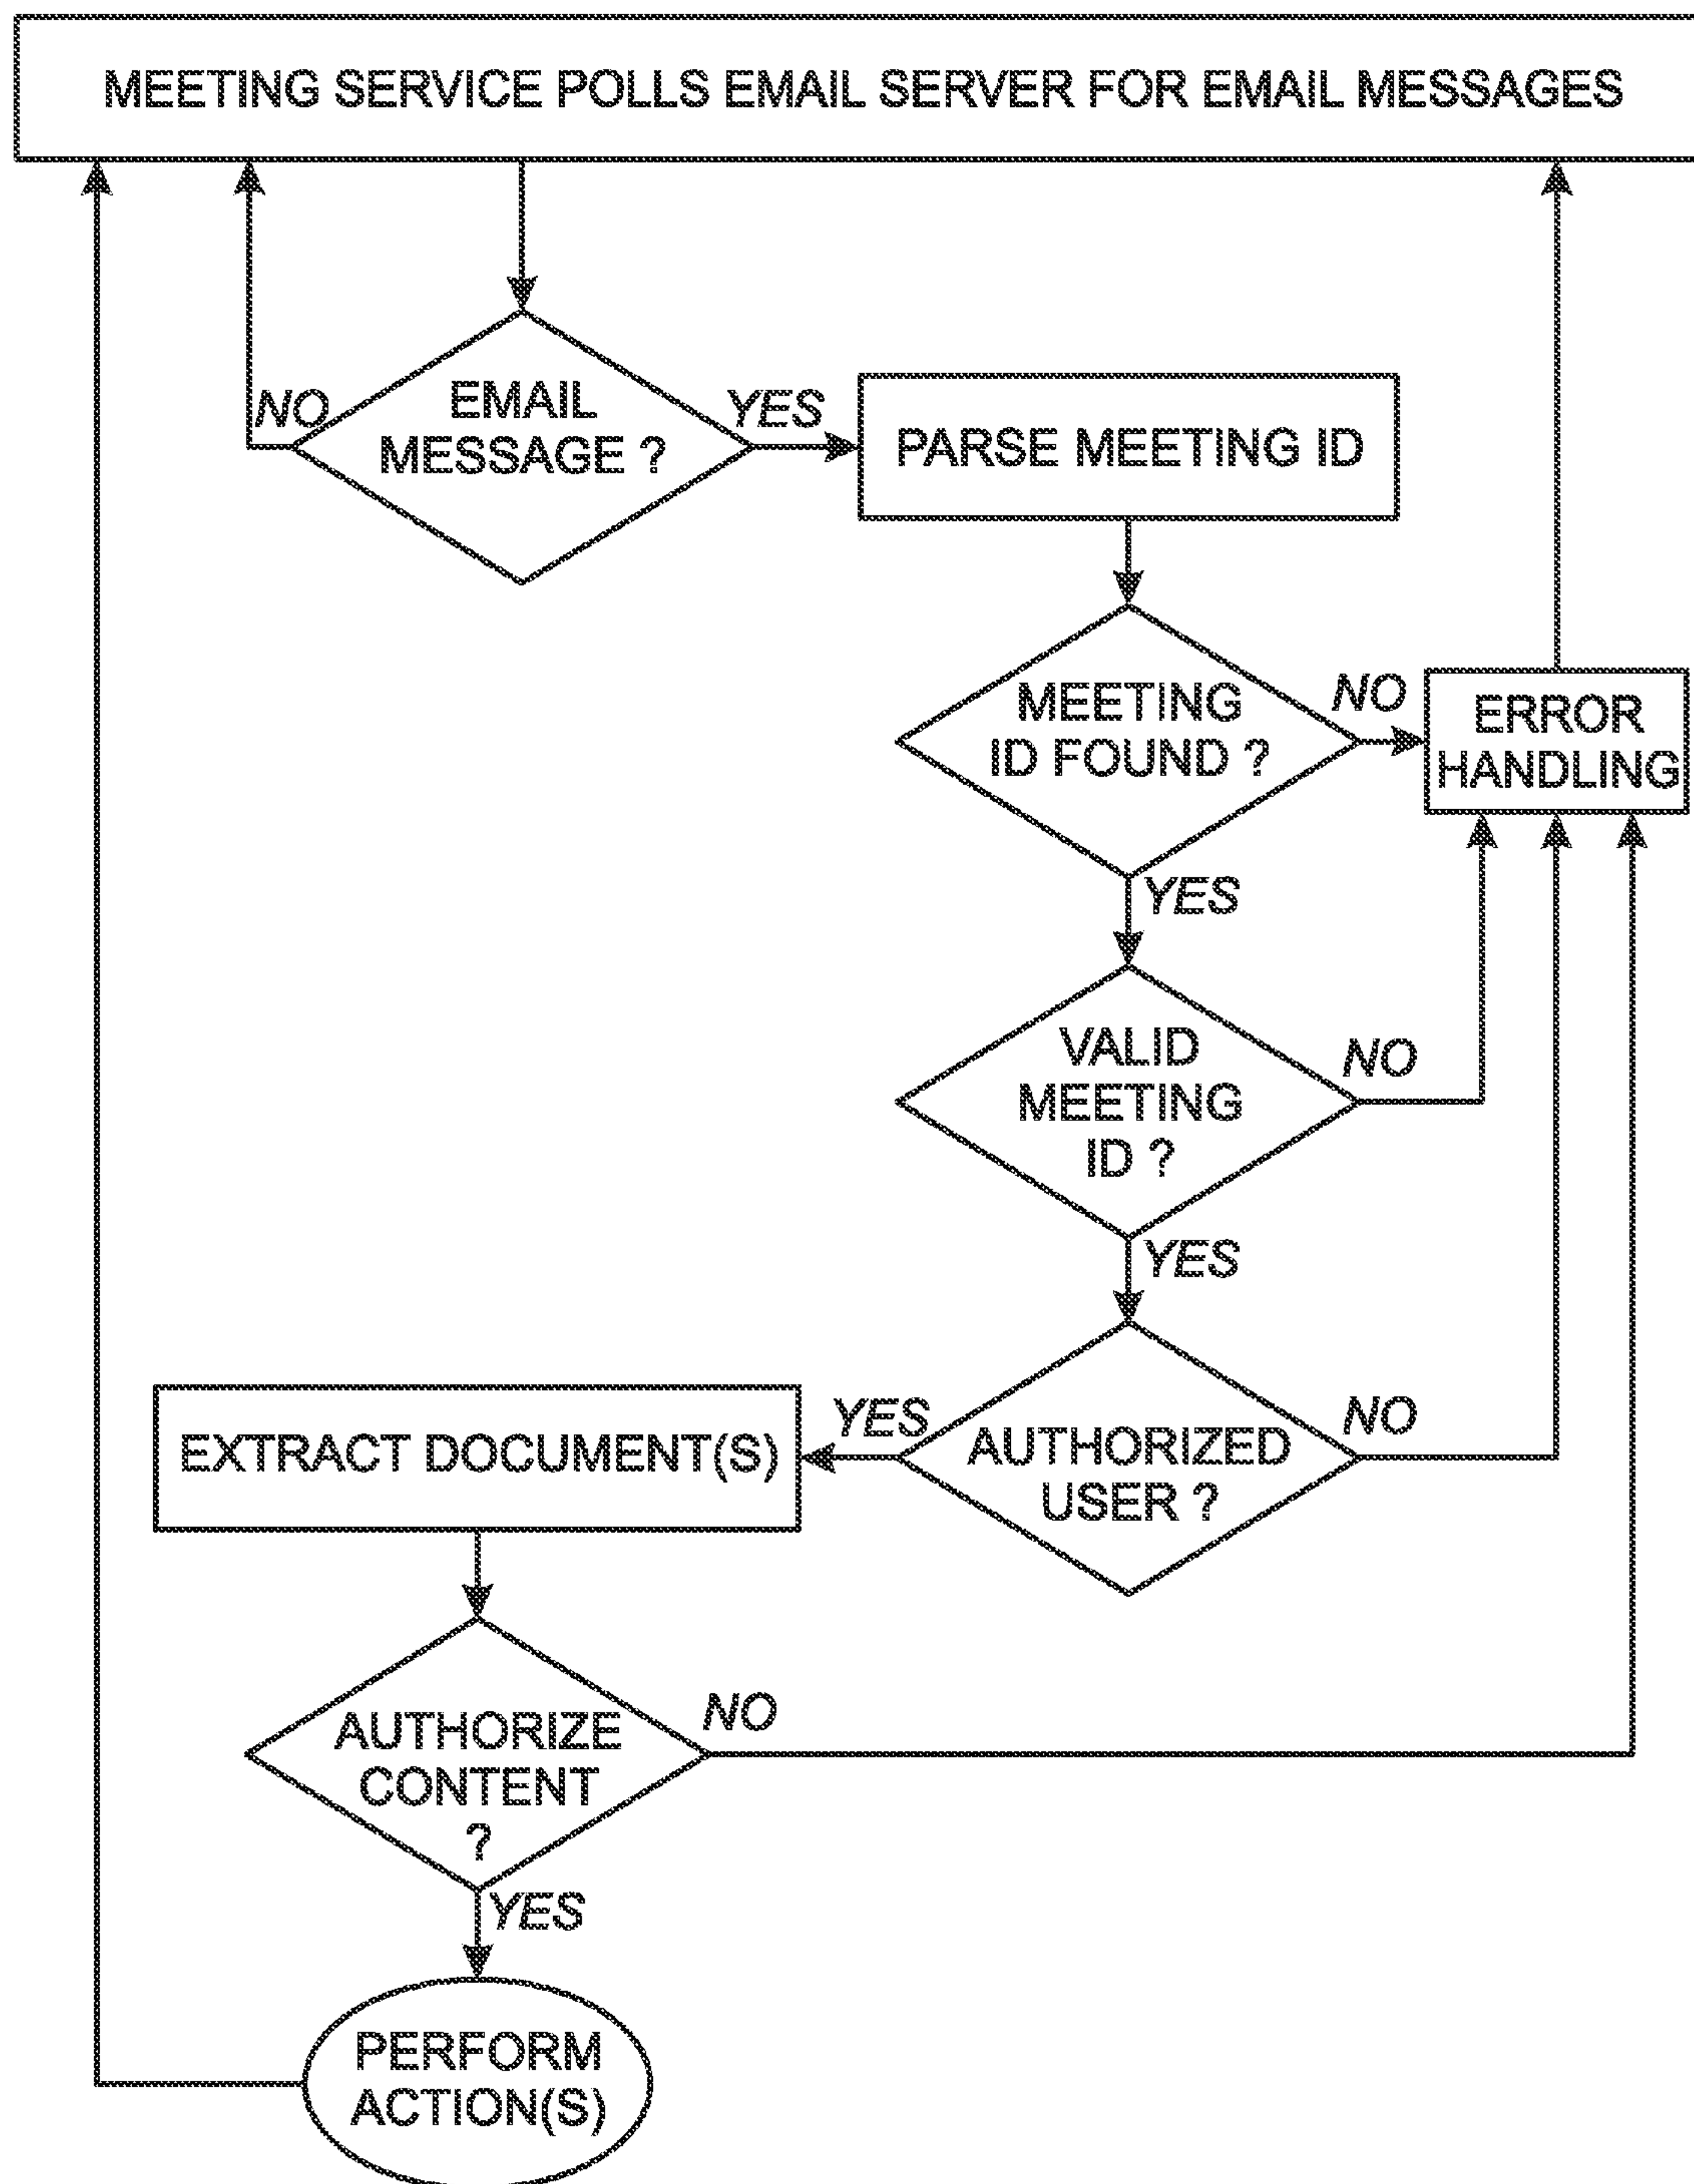 MEETING SERVICE POLLS EMAIL SERVER FOR EMAIL MESSAGES
NO
EMAIL
MESSAGE ?
YES
PARSE MEETING ID
MEETING
ID FOUND ?
NO
ERROR
HANDLING
YES
VALID
MEETING
ID ?
NO
YES
EXTRACT DOCUMENT(S)
YES
AUTHORIZED
USER ?
NO
AUTHORIZE
CONTENT
?
NO
YES
PERFORM
ACTION(S)